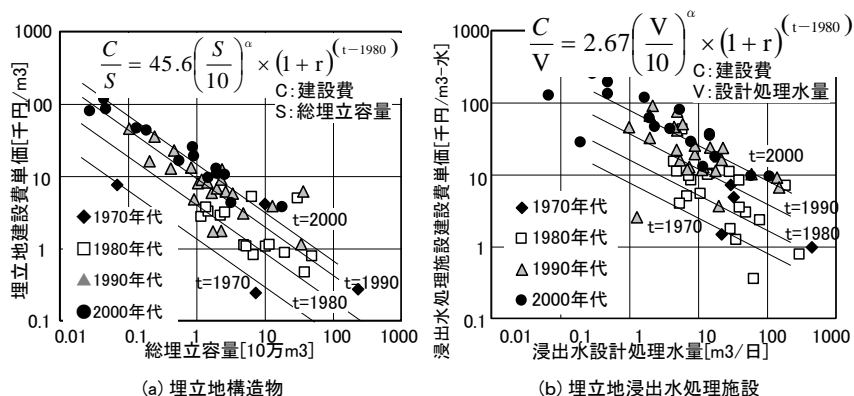 (a)
C/S = 45.6(S/10)^α × (1+r)^(t−1980)
C:建設費
S:総埋立容量
埋立地建設費単価[千円/m3]
1000
100
10
1
0.1
t=2000
t=1990
t=1980
t=1970
1970年代
1980年代
1990年代
2000年代
0.01 0.1 1.0 10 100 1000
総埋立容量[10万m3]
(a) 埋立地構造物
(b)
C/V = 2.67(V/10)^α × (1+r)^(t−1980)
C:建設費
V:設計処理水量
浸出水処理施設建設費単価[千円/m3-水]
1000
100
10
1
0.1
t=2000
t=1990
t=1980
t=1970
1970年代
1980年代
1990年代
2000年代
0.01 0.1 1 10 100 1000
浸出水設計処理水量[m3/日]
(b) 埋立地浸出水処理施設